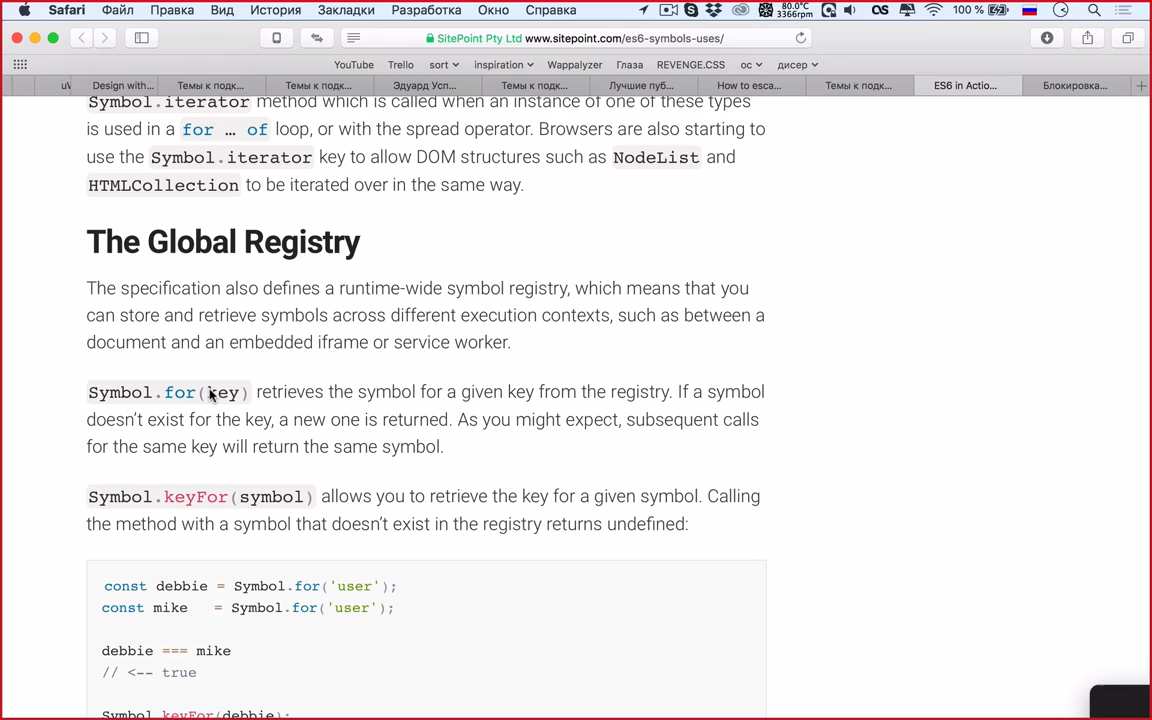 Safari Файл Правка Вид История Закладки Разработка Окно Справка 80.0°C 3366rpm 100 %
SitePoint Pty Ltd www.sitepoint.com/es6-symbols-uses/
YouTube Trello sort inspiration Wappalyzer Глаза REVENGE.CSS ос дисер
Design with... Темы к подк... Темы к подк... Эдуард Усп... Темы к подк... Лучшие пуб... How to esca... Темы к подк... ES6 in Actio... Блокировка...
Symbol.iterator method which is called when an instance of one of these types
is used in a for … of loop, or with the spread operator. Browsers are also starting to
use the Symbol.iterator key to allow DOM structures such as NodeList and
HTMLCollection to be iterated over in the same way.
The Global Registry
The specification also defines a runtime-wide symbol registry, which means that you
can store and retrieve symbols across different execution contexts, such as between a
document and an embedded iframe or service worker.
Symbol.for(key) retrieves the symbol for a given key from the registry. If a symbol
doesn't exist for the key, a new one is returned. As you might expect, subsequent calls
for the same key will return the same symbol.
Symbol.keyFor(symbol) allows you to retrieve the key for a given symbol. Calling
the method with a symbol that doesn't exist in the registry returns undefined:
const debbie = Symbol.for('user');
const mike   = Symbol.for('user');
debbie === mike
// <-- true
Symbol.keyFor(debbie);